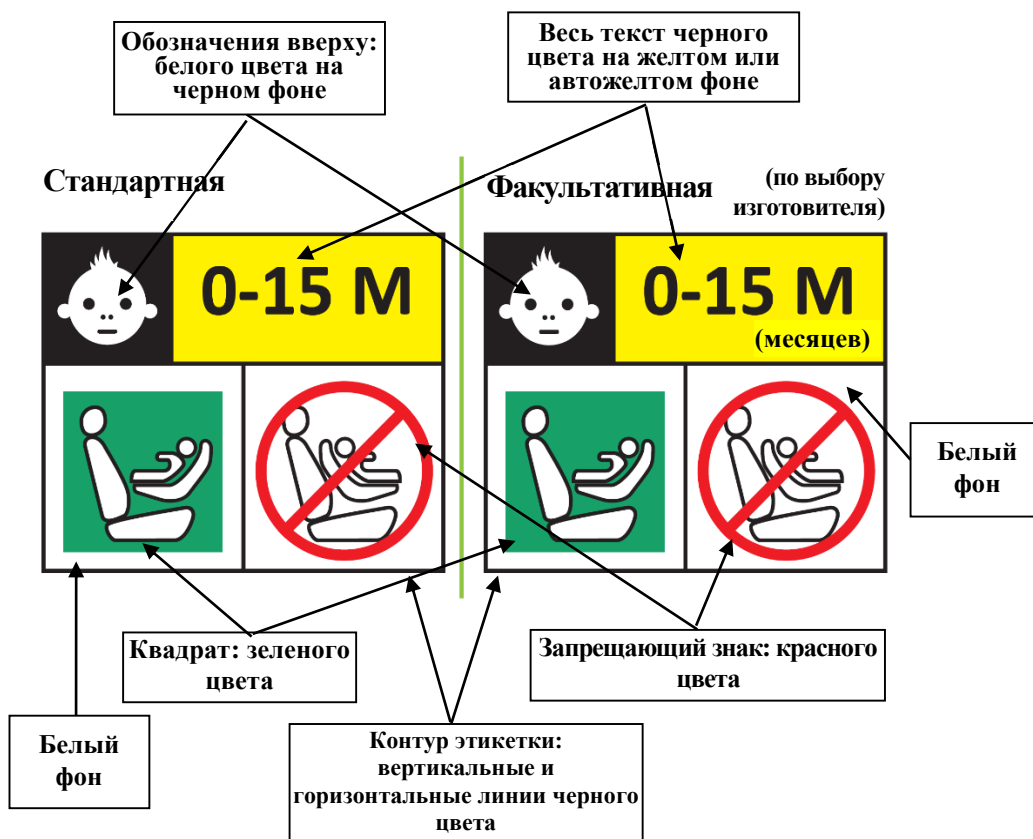 Обозначения вверху:
белого цвета на
черном фоне
Весь текст черного
цвета на желтом или
автожелтом фоне
Стандартная
Факультативная
(по выбору
изготовителя)
0-15 М
0-15 М
(месяцев)
Белый
фон
Квадрат: зеленого
цвета
Запрещающий знак: красного
цвета
Белый
фон
Контур этикетки:
вертикальные и
горизонтальные линии черного
цвета